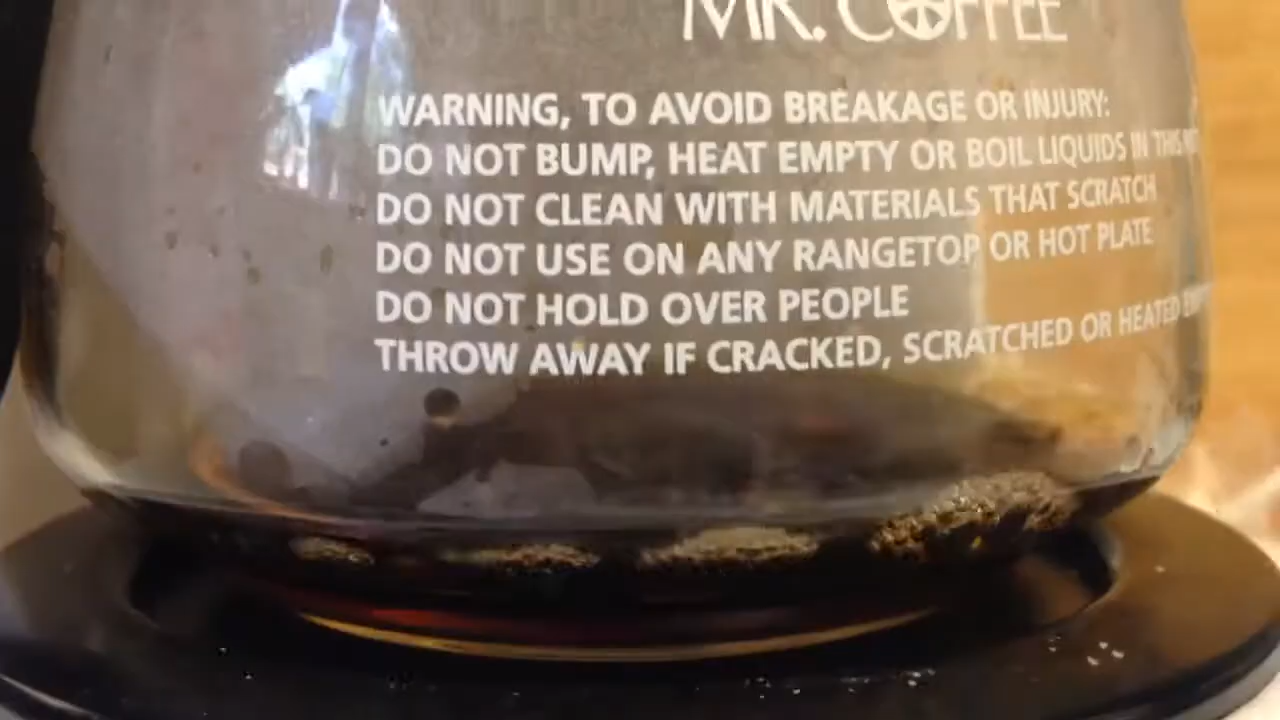 MR. COFFEE
WARNING, TO AVOID BREAKAGE OR INJURY:
DO NOT BUMP, HEAT EMPTY OR BOIL LIQUIDS IN THIS
DO NOT CLEAN WITH MATERIALS THAT SCRATCH
DO NOT USE ON ANY RANGETOP OR HOT PLATE
DO NOT HOLD OVER PEOPLE
THROW AWAY IF CRACKED, SCRATCHED OR HEATED